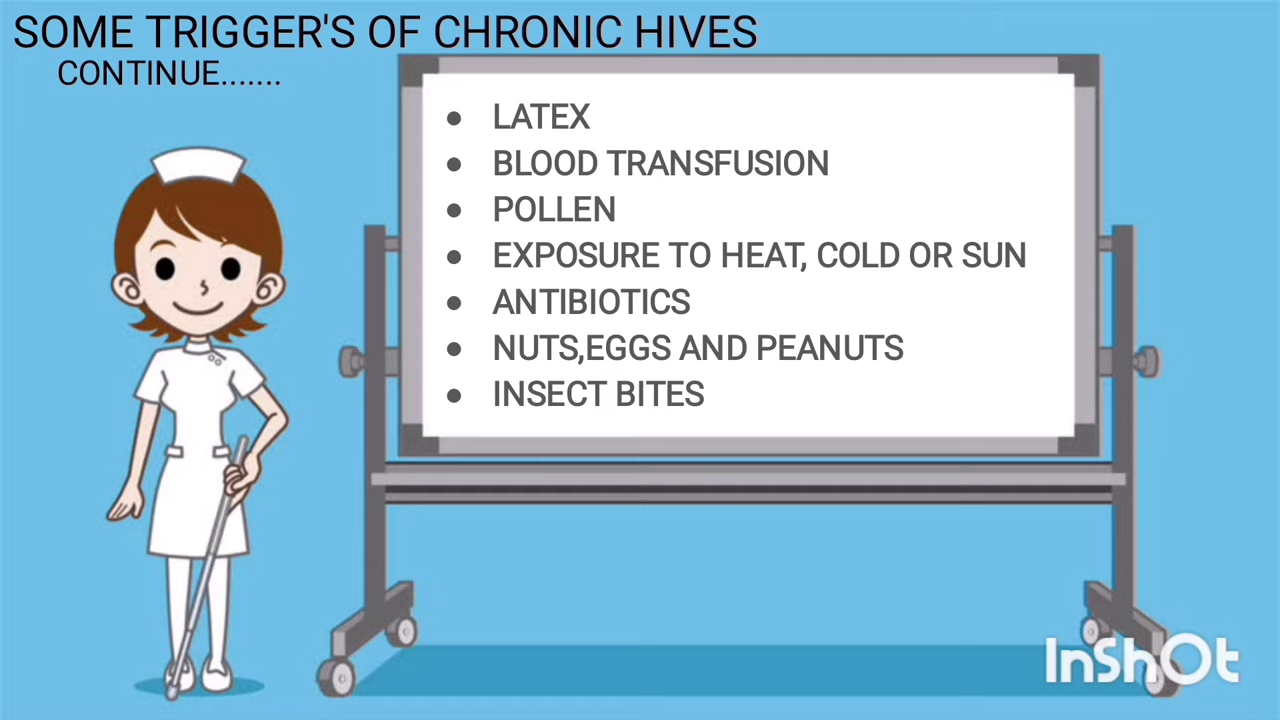 SOME TRIGGER'S OF CHRONIC HIVES
CONTINUE.......
● LATEX
● BLOOD TRANSFUSION
● POLLEN
● EXPOSURE TO HEAT, COLD OR SUN
● ANTIBIOTICS
● NUTS,EGGS AND PEANUTS
● INSECT BITES
InShOt